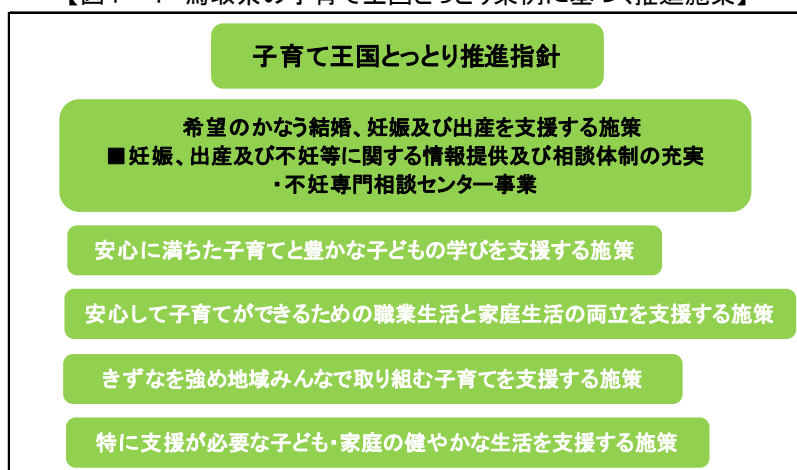 子育て王国とっとり推進指針
希望のかなう結婚、妊娠及び出産を支援する施策
■妊娠、出産及び不妊等に関する情報提供及び相談体制の充実
・不妊専門相談センター事業
安心に満ちた子育てと豊かな子どもの学びを支援する施策
安心して子育てができるための職業生活と家庭生活の両立を支援する施策
きずなを強め地域みんなで取り組む子育てを支援する施策
特に支援が必要な子ども・家庭の健やかな生活を支援する施策